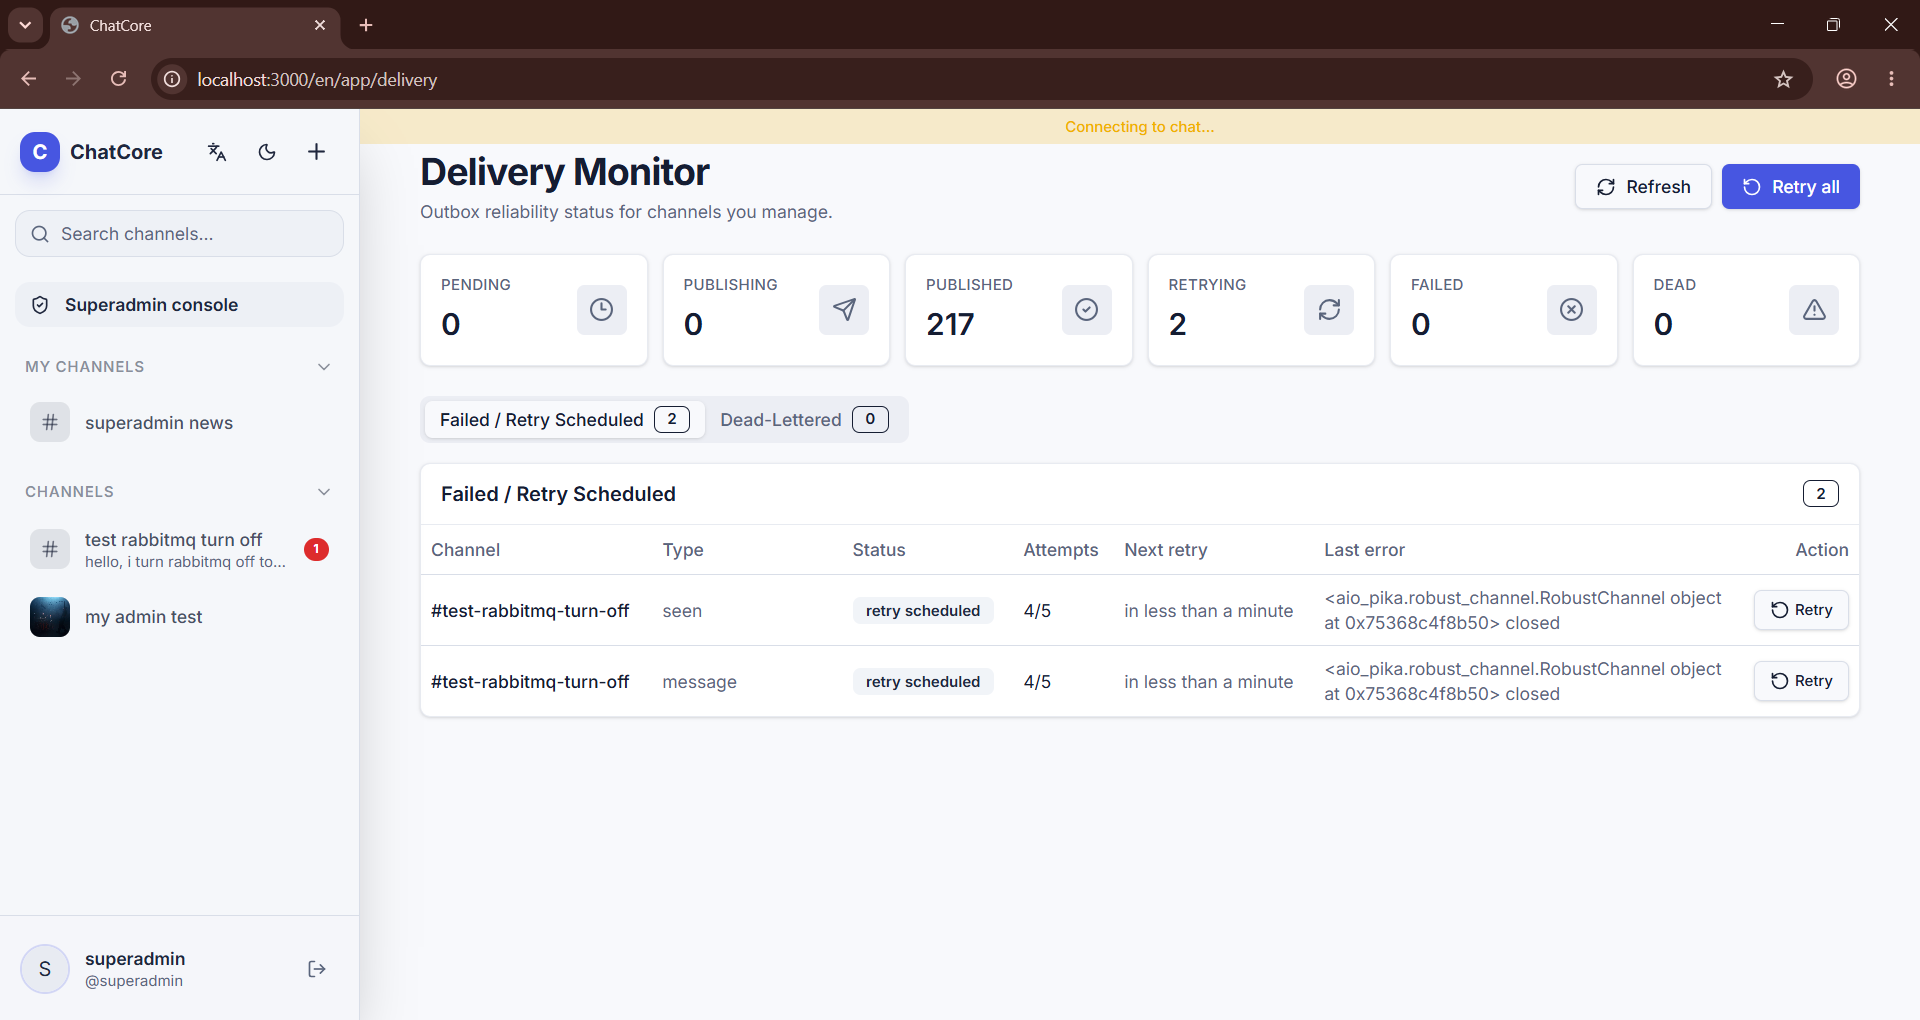 ChatCore
localhost:3000/en/app/delivery
C
ChatCore
Search channels...
Superadmin console
MY CHANNELS
# superadmin news
CHANNELS
# test rabbitmq turn off
hello, i turn rabbitmq off to...
1
my admin test
S
superadmin
@superadmin
Connecting to chat...
Delivery Monitor
Outbox reliability status for channels you manage.
Refresh
Retry all
PENDING
0
PUBLISHING
0
PUBLISHED
217
RETRYING
2
FAILED
0
DEAD
0
Failed / Retry Scheduled 2
Dead-Lettered 0
Failed / Retry Scheduled 2
Channel Type Status Attempts Next retry Last error Action
#test-rabbitmq-turn-off seen retry scheduled 4/5 in less than a minute <aio_pika.robust_channel.RobustChannel object
at 0x75368c4f8b50> closed
Retry
#test-rabbitmq-turn-off message retry scheduled 4/5 in less than a minute <aio_pika.robust_channel.RobustChannel object
at 0x75368c4f8b50> closed
Retry